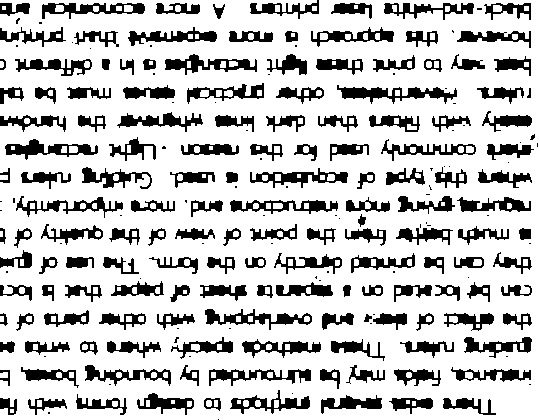 There exist several methods to design forms with fi
instance, fields may be surrounded by bounding boxes, b
guiding rulers. These methods specify where to write a
the effect of skew and overlapping with other parts of t
can be located on a separate sheet of paper that is loca
they can be printed directly on the form. The use of guid
is much better from the point of view of the quality of t
requires giving more instructions and, more importantly,
where this type of acquisition is used. Guiding rulers p
commonly used for this reason. Light rectangles
easily with filters than dark lines whenever the handw
rulers. Nevertheless, other practical issues must be tak
best way to print these light rectangles is in a different c
however, this approach is more expensive than printing
black-and-white laser printers. A more economical and